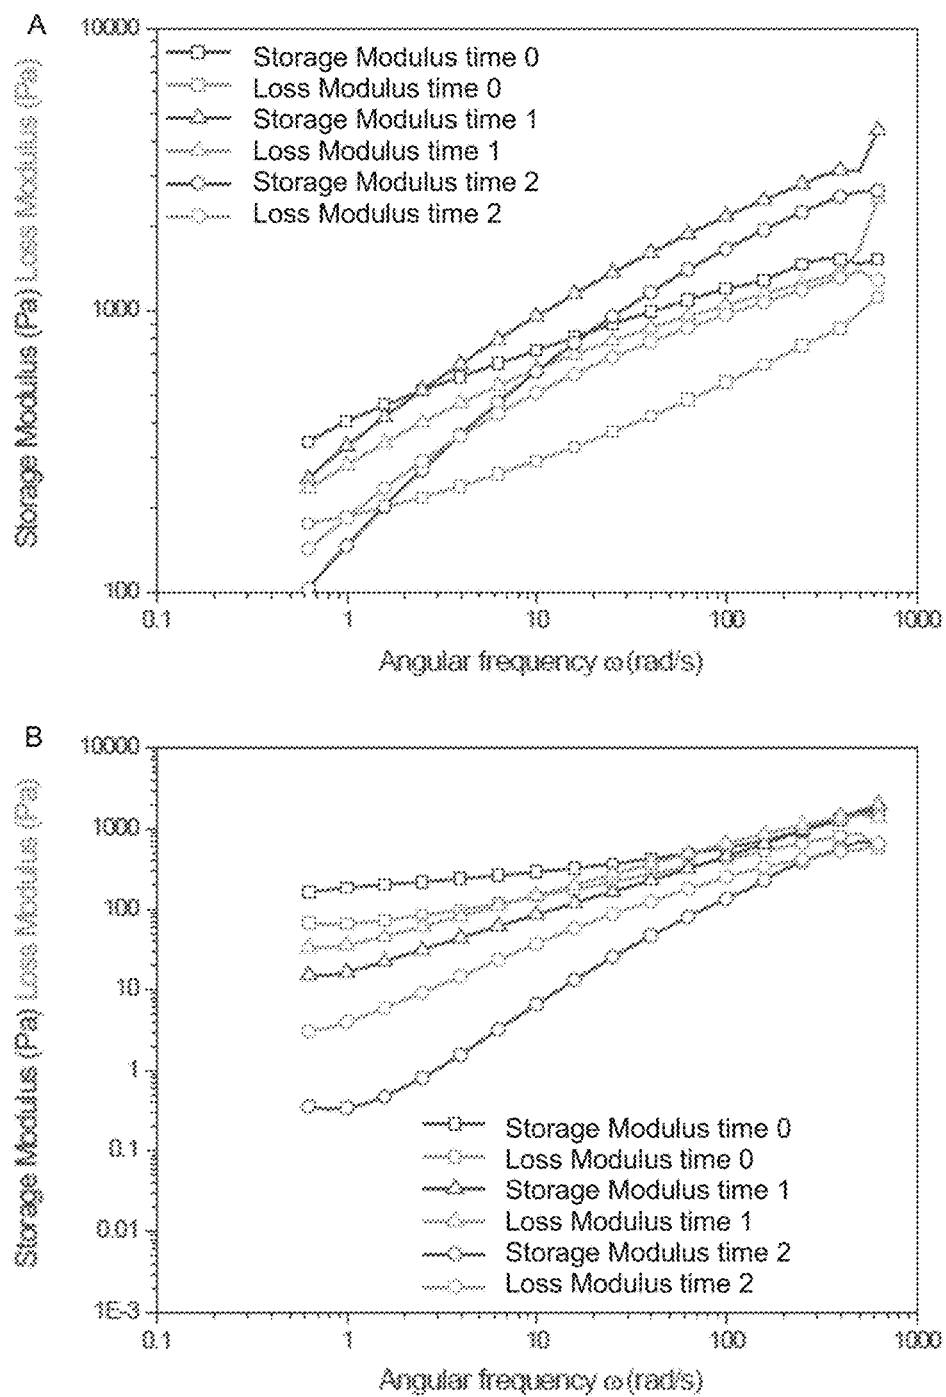 A
10000
1000
100
Storage Modulus (Pa) Loss Modulus (Pa)
Storage Modulus time 0
Loss Modulus time 0
Storage Modulus time 1
Loss Modulus time 1
Storage Modulus time 2
Loss Modulus time 2
0.1 1 10 100 1000
Angular frequency ω (rad/s)
B
10000
1000
100
10
1
0.1
0.01
1E-3
Storage Modulus (Pa) Loss Modulus (Pa)
Storage Modulus time 0
Loss Modulus time 0
Storage Modulus time 1
Loss Modulus time 1
Storage Modulus time 2
Loss Modulus time 2
0.1 1 10 100 1000
Angular frequency ω (rad/s)